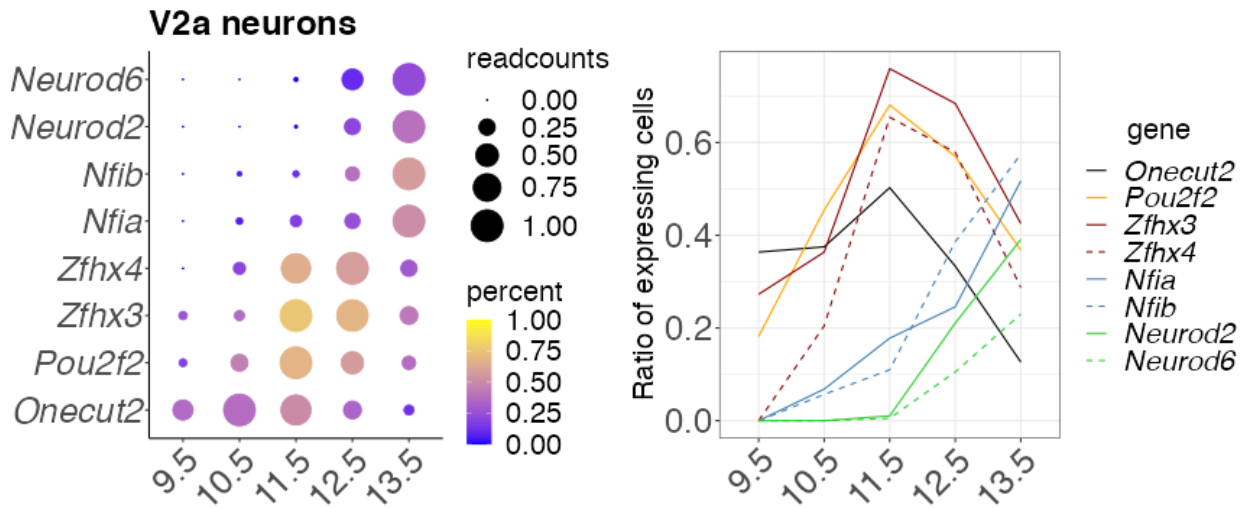 V2a neurons
Neurod6
Neurod2
Nfib
Nfia
Zfhx4
Zfhx3
Pou2f2
Onecut2
9.5 10.5 11.5 12.5 13.5
readcounts
0.00
0.25
0.50
0.75
1.00
percent
1.00
0.75
0.50
0.25
0.00
Ratio of expressing cells
0.6
0.4
0.2
0.0
9.5 10.5 11.5 12.5 13.5
gene
Onecut2
Pou2f2
Zfhx3
Zfhx4
Nfia
Nfib
Neurod2
Neurod6